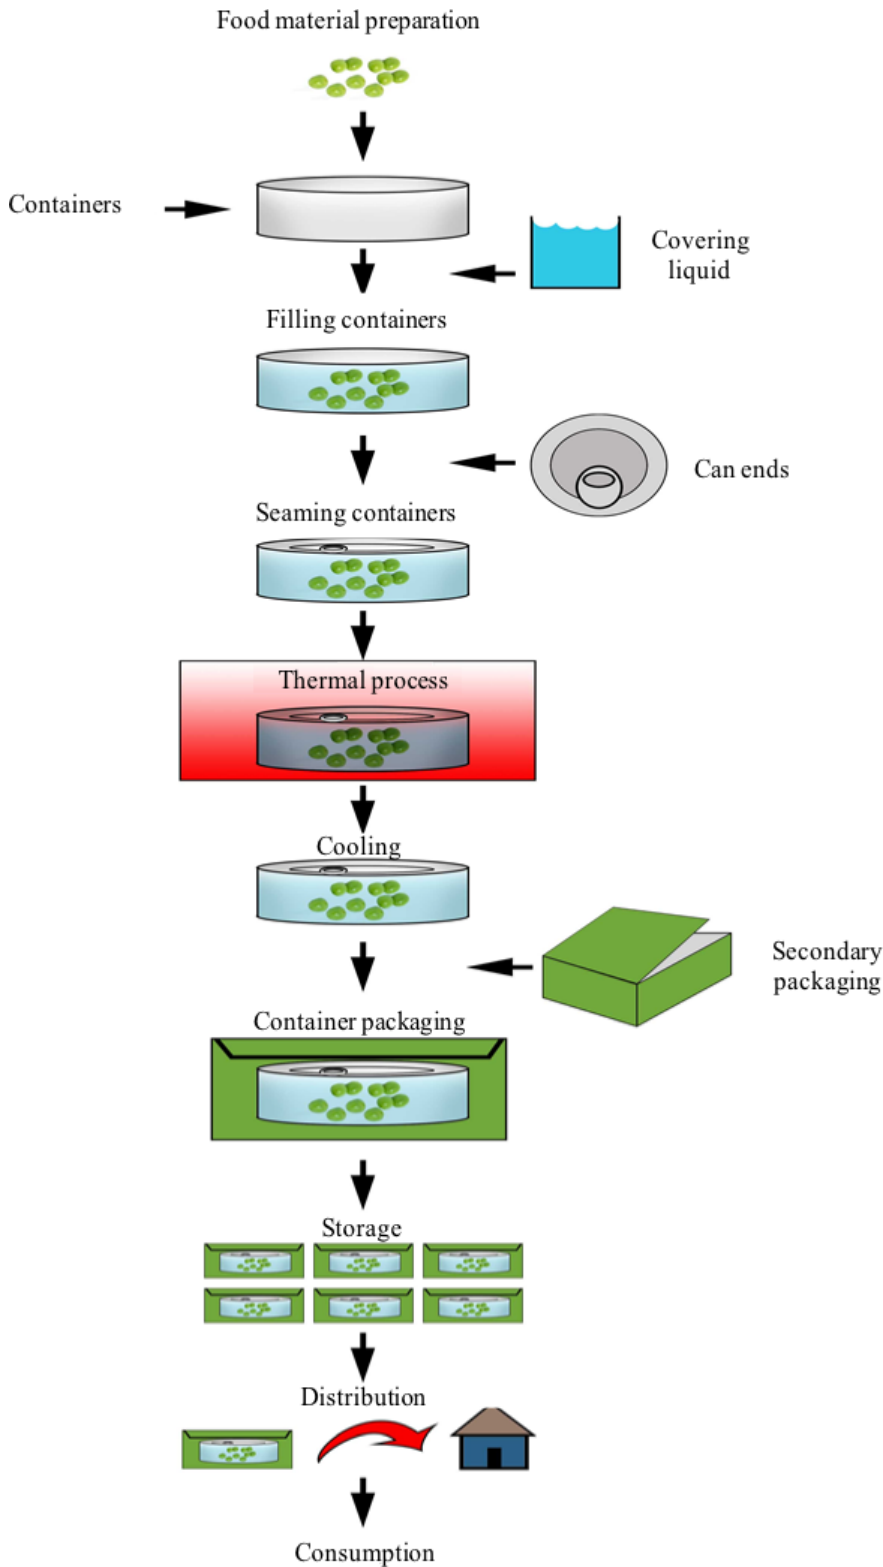 Food material preparation
Containers
Covering
liquid
Filling containers
Can ends
Seaming containers
Thermal process
Cooling
Secondary
packaging
Container packaging
Storage
Distribution
Consumption